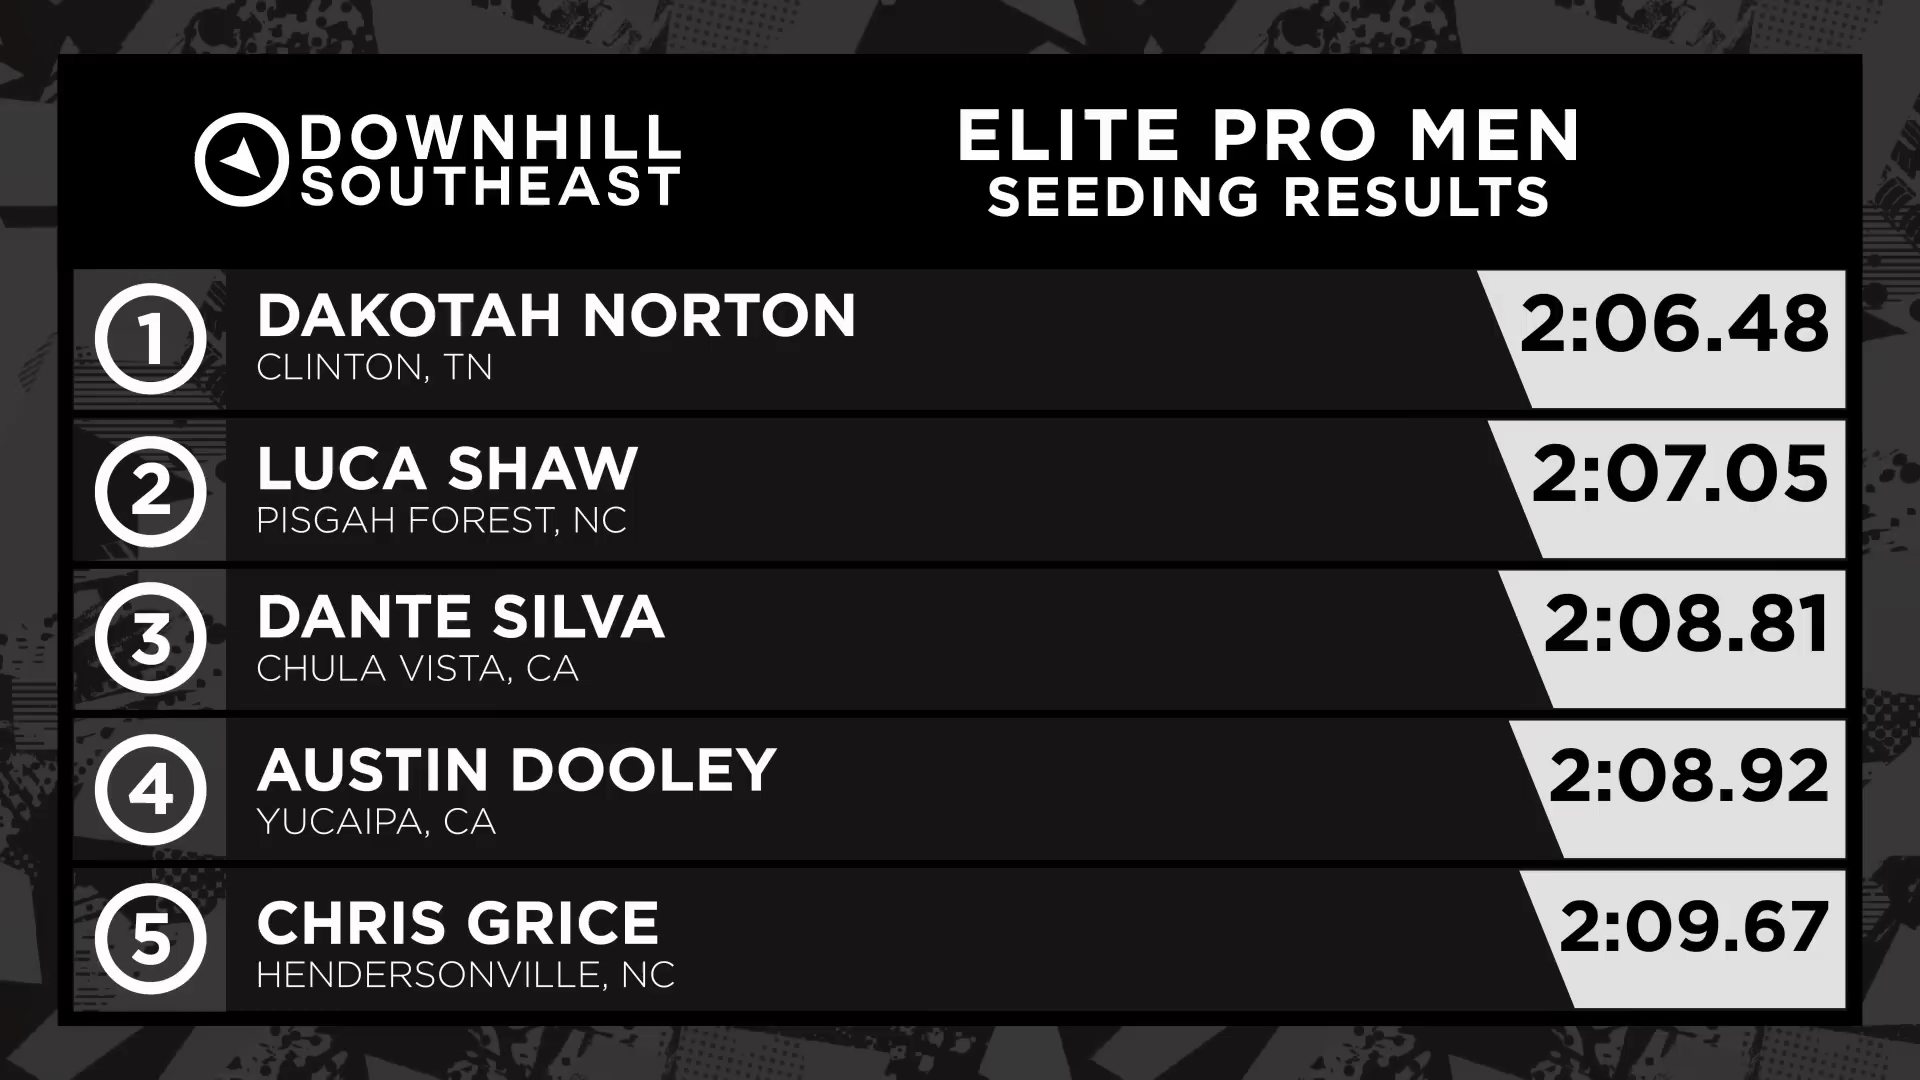 DOWNHILL
SOUTHEAST
ELITE PRO MEN
SEEDING RESULTS
1
DAKOTAH NORTON
CLINTON, TN
2:06.48
2
LUCA SHAW
PISGAH FOREST, NC
2:07.05
3
DANTE SILVA
CHULA VISTA, CA
2:08.81
4
AUSTIN DOOLEY
YUCAIPA, CA
2:08.92
5
CHRIS GRICE
HENDERSONVILLE, NC
2:09.67